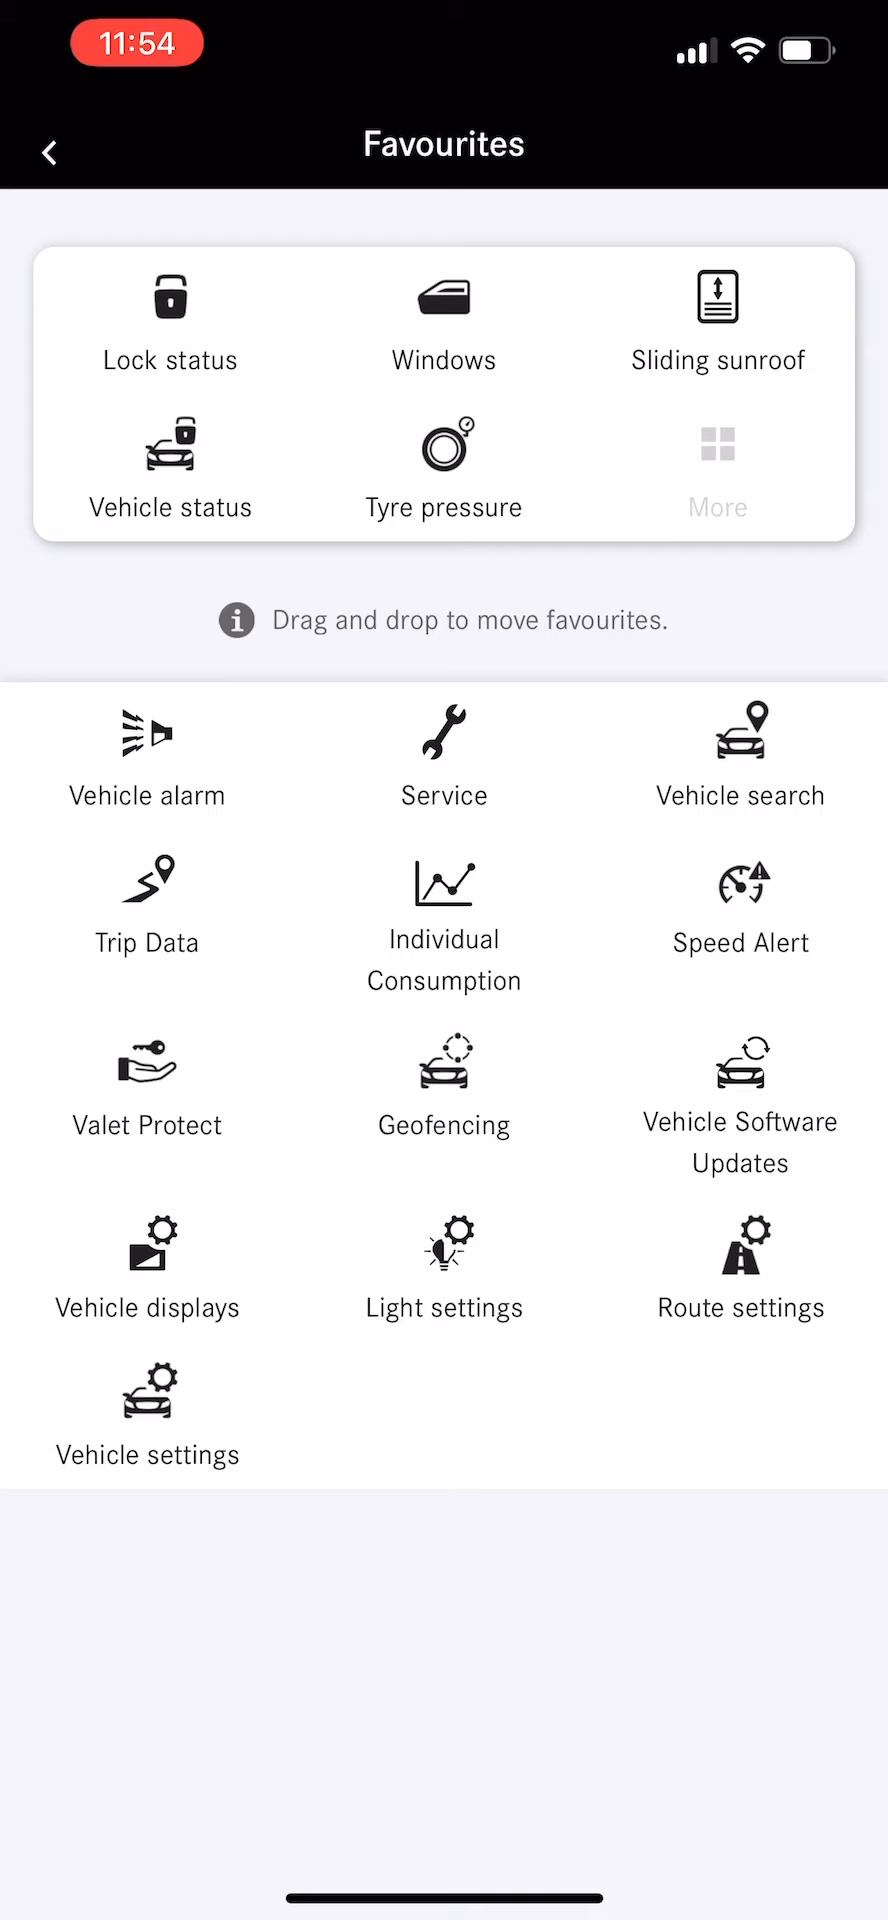 11:54
Favourites
Lock status
Windows
Sliding sunroof
Vehicle status
Tyre pressure
More
Drag and drop to move favourites.
Vehicle alarm
Service
Vehicle search
Trip Data
Individual
Consumption
Speed Alert
Valet Protect
Geofencing
Vehicle Software
Updates
Vehicle displays
Light settings
Route settings
Vehicle settings